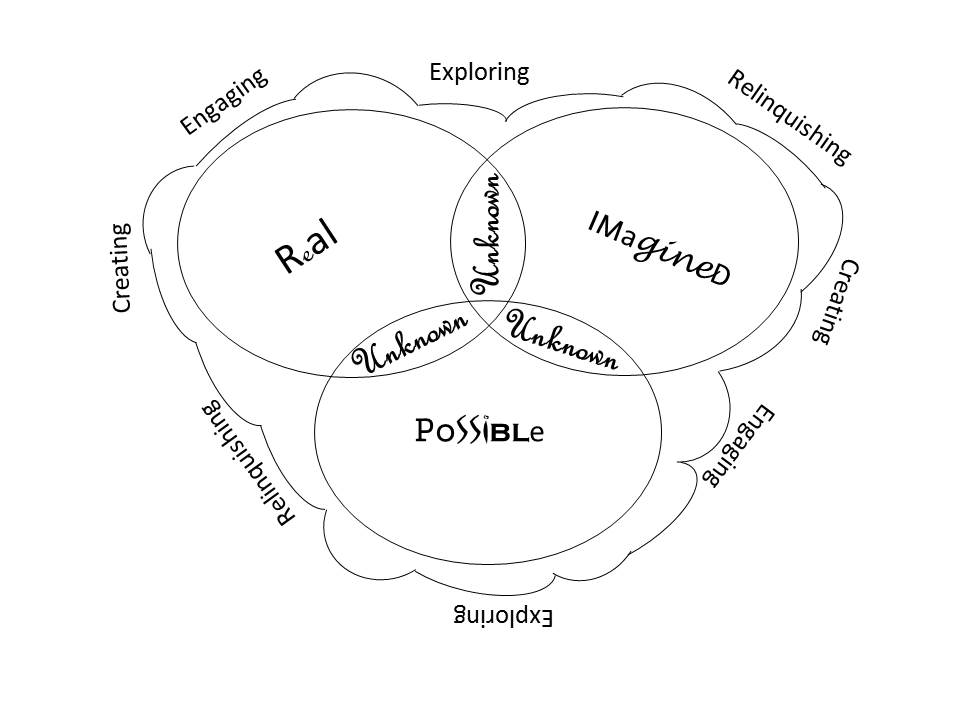 Exploring
Engaging
Relinquishing
Creating
Real
Unknown
IMagineD
Creating
Unknown
Unknown
PoSSiBLe
Relinquishing
Engaging
Exploring